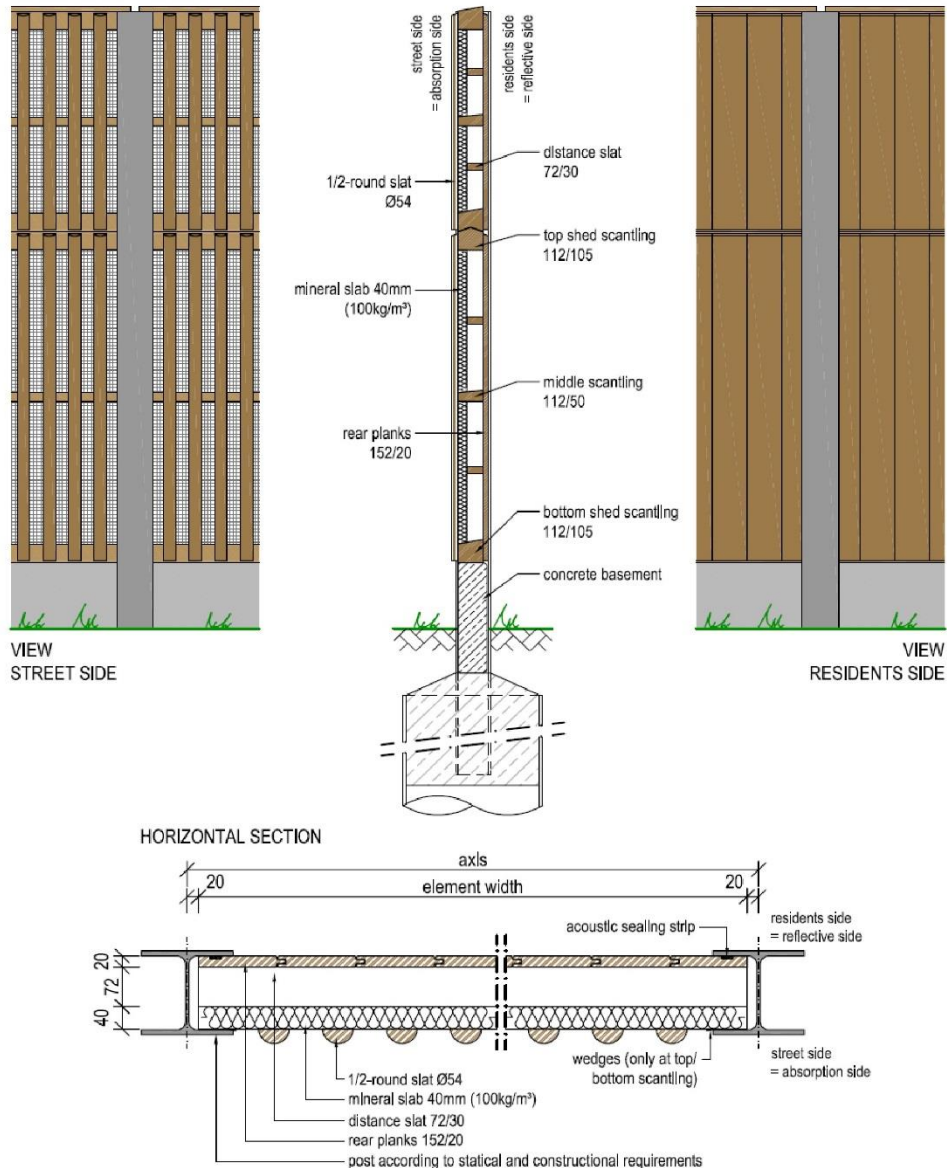 street side
= absorption side
residents side
= reflective side
distance slat
72/30
1/2-round slat
Ø54
top shed scantling
112/105
mineral slab 40mm
(100kg/m³)
middle scantling
112/50
rear planks
152/20
bottom shed scantling
112/105
concrete basement
VIEW
STREET SIDE
VIEW
RESIDENTS SIDE
HORIZONTAL SECTION
axis
20
element width
20
acoustic sealing strip
residents side
= reflective side
20
72
40
wedges (only at top/
bottom scantling)
street side
= absorption side
1/2-round slat Ø54
mineral slab 40mm (100kg/m³)
distance slat 72/30
rear planks 152/20
post according to statical and constructional requirements